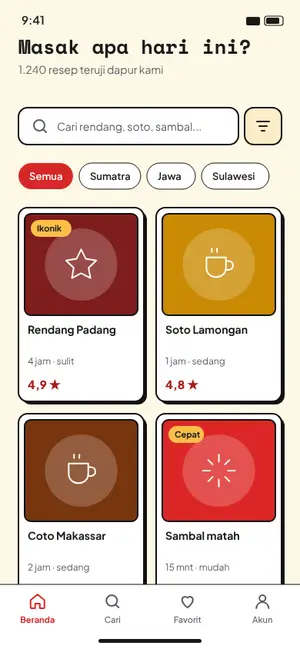 9:41
Masak apa hari ini?
1.240 resep teruji dapur kami
Cari rendang, soto, sambal...
Semua
Sumatra
Jawa
Sulawesi
Ikonik
Rendang Padang
4 jam · sulit
4,9 ★
Soto Lamongan
1 jam · sedang
4,8 ★
Coto Makassar
2 jam · sedang
Cepat
Sambal matah
15 mnt · mudah
Beranda
Cari
Favorit
Akun